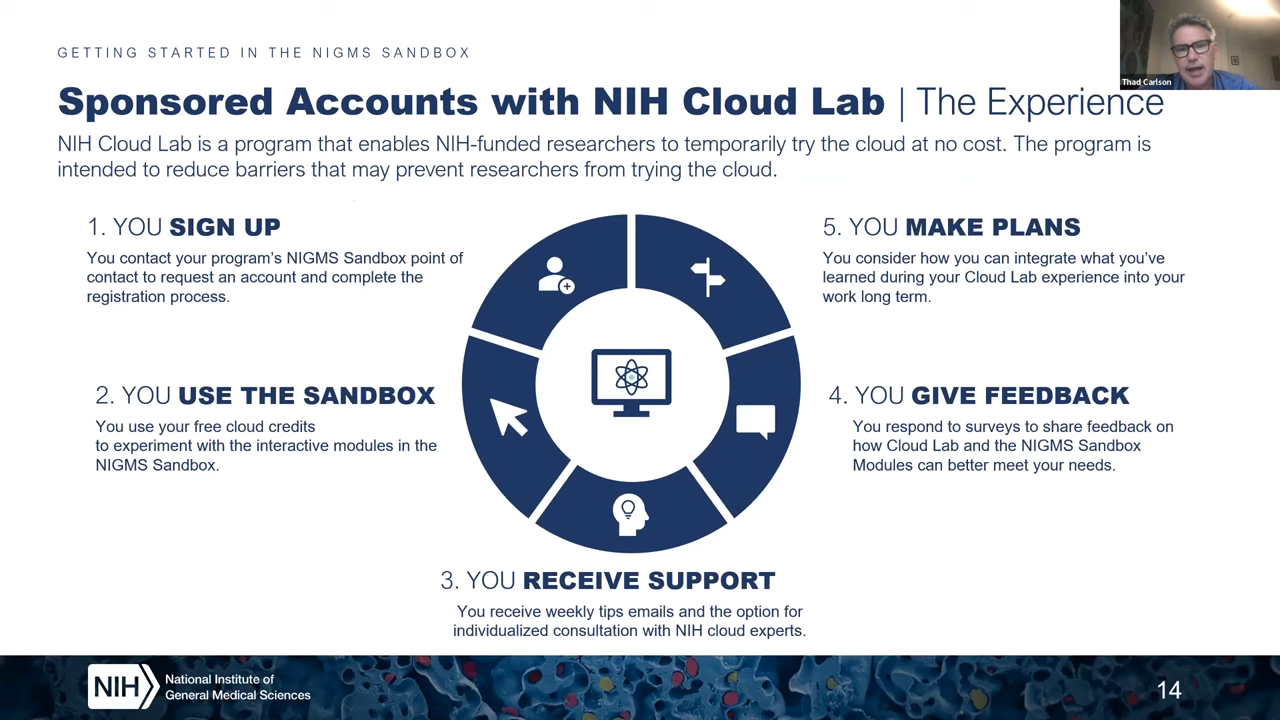 GETTING STARTED IN THE NIGMS SANDBOX
Thad Carlson
Sponsored Accounts with NIH Cloud Lab | The Experience
NIH Cloud Lab is a program that enables NIH-funded researchers to temporarily try the cloud at no cost. The program is
intended to reduce barriers that may prevent researchers from trying the cloud.
1. YOU SIGN UP
You contact your program's NIGMS Sandbox point of
contact to request an account and complete the
registration process.
2. YOU USE THE SANDBOX
You use your free cloud credits
to experiment with the interactive modules in the
NIGMS Sandbox.
3. YOU RECEIVE SUPPORT
You receive weekly tips emails and the option for
individualized consultation with NIH cloud experts.
4. YOU GIVE FEEDBACK
You respond to surveys to share feedback on
how Cloud Lab and the NIGMS Sandbox
Modules can better meet your needs.
5. YOU MAKE PLANS
You consider how you can integrate what you've
learned during your Cloud Lab experience into your
work long term.
NIH
National Institute of
General Medical Sciences
14